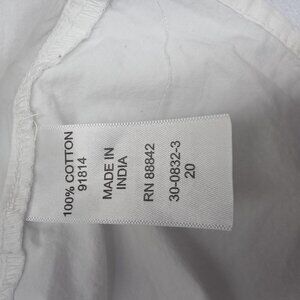 100% COTTON
91814
MADE IN
INDIA
RN 88842
30-0832-3
20